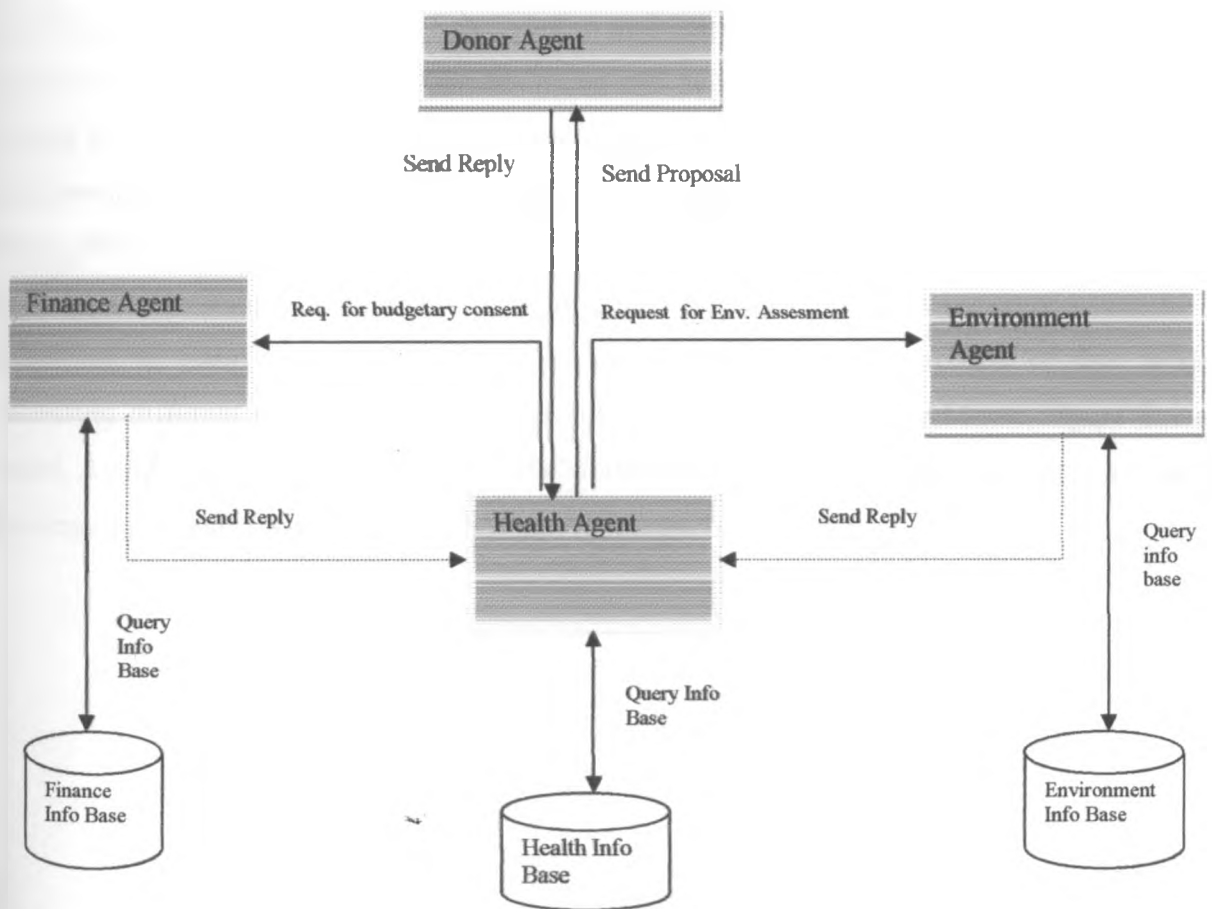 Donor Agent
Send Reply
Send Proposal
Finance Agent
Req. for budgetary consent
Request for Env. Assesment
Environment
Agent
Send Reply
Health Agent
Send Reply
Query
info
base
Query
Info
Base
Query Info
Base
Finance
Info Base
Health Info
Base
Environment
Info Base